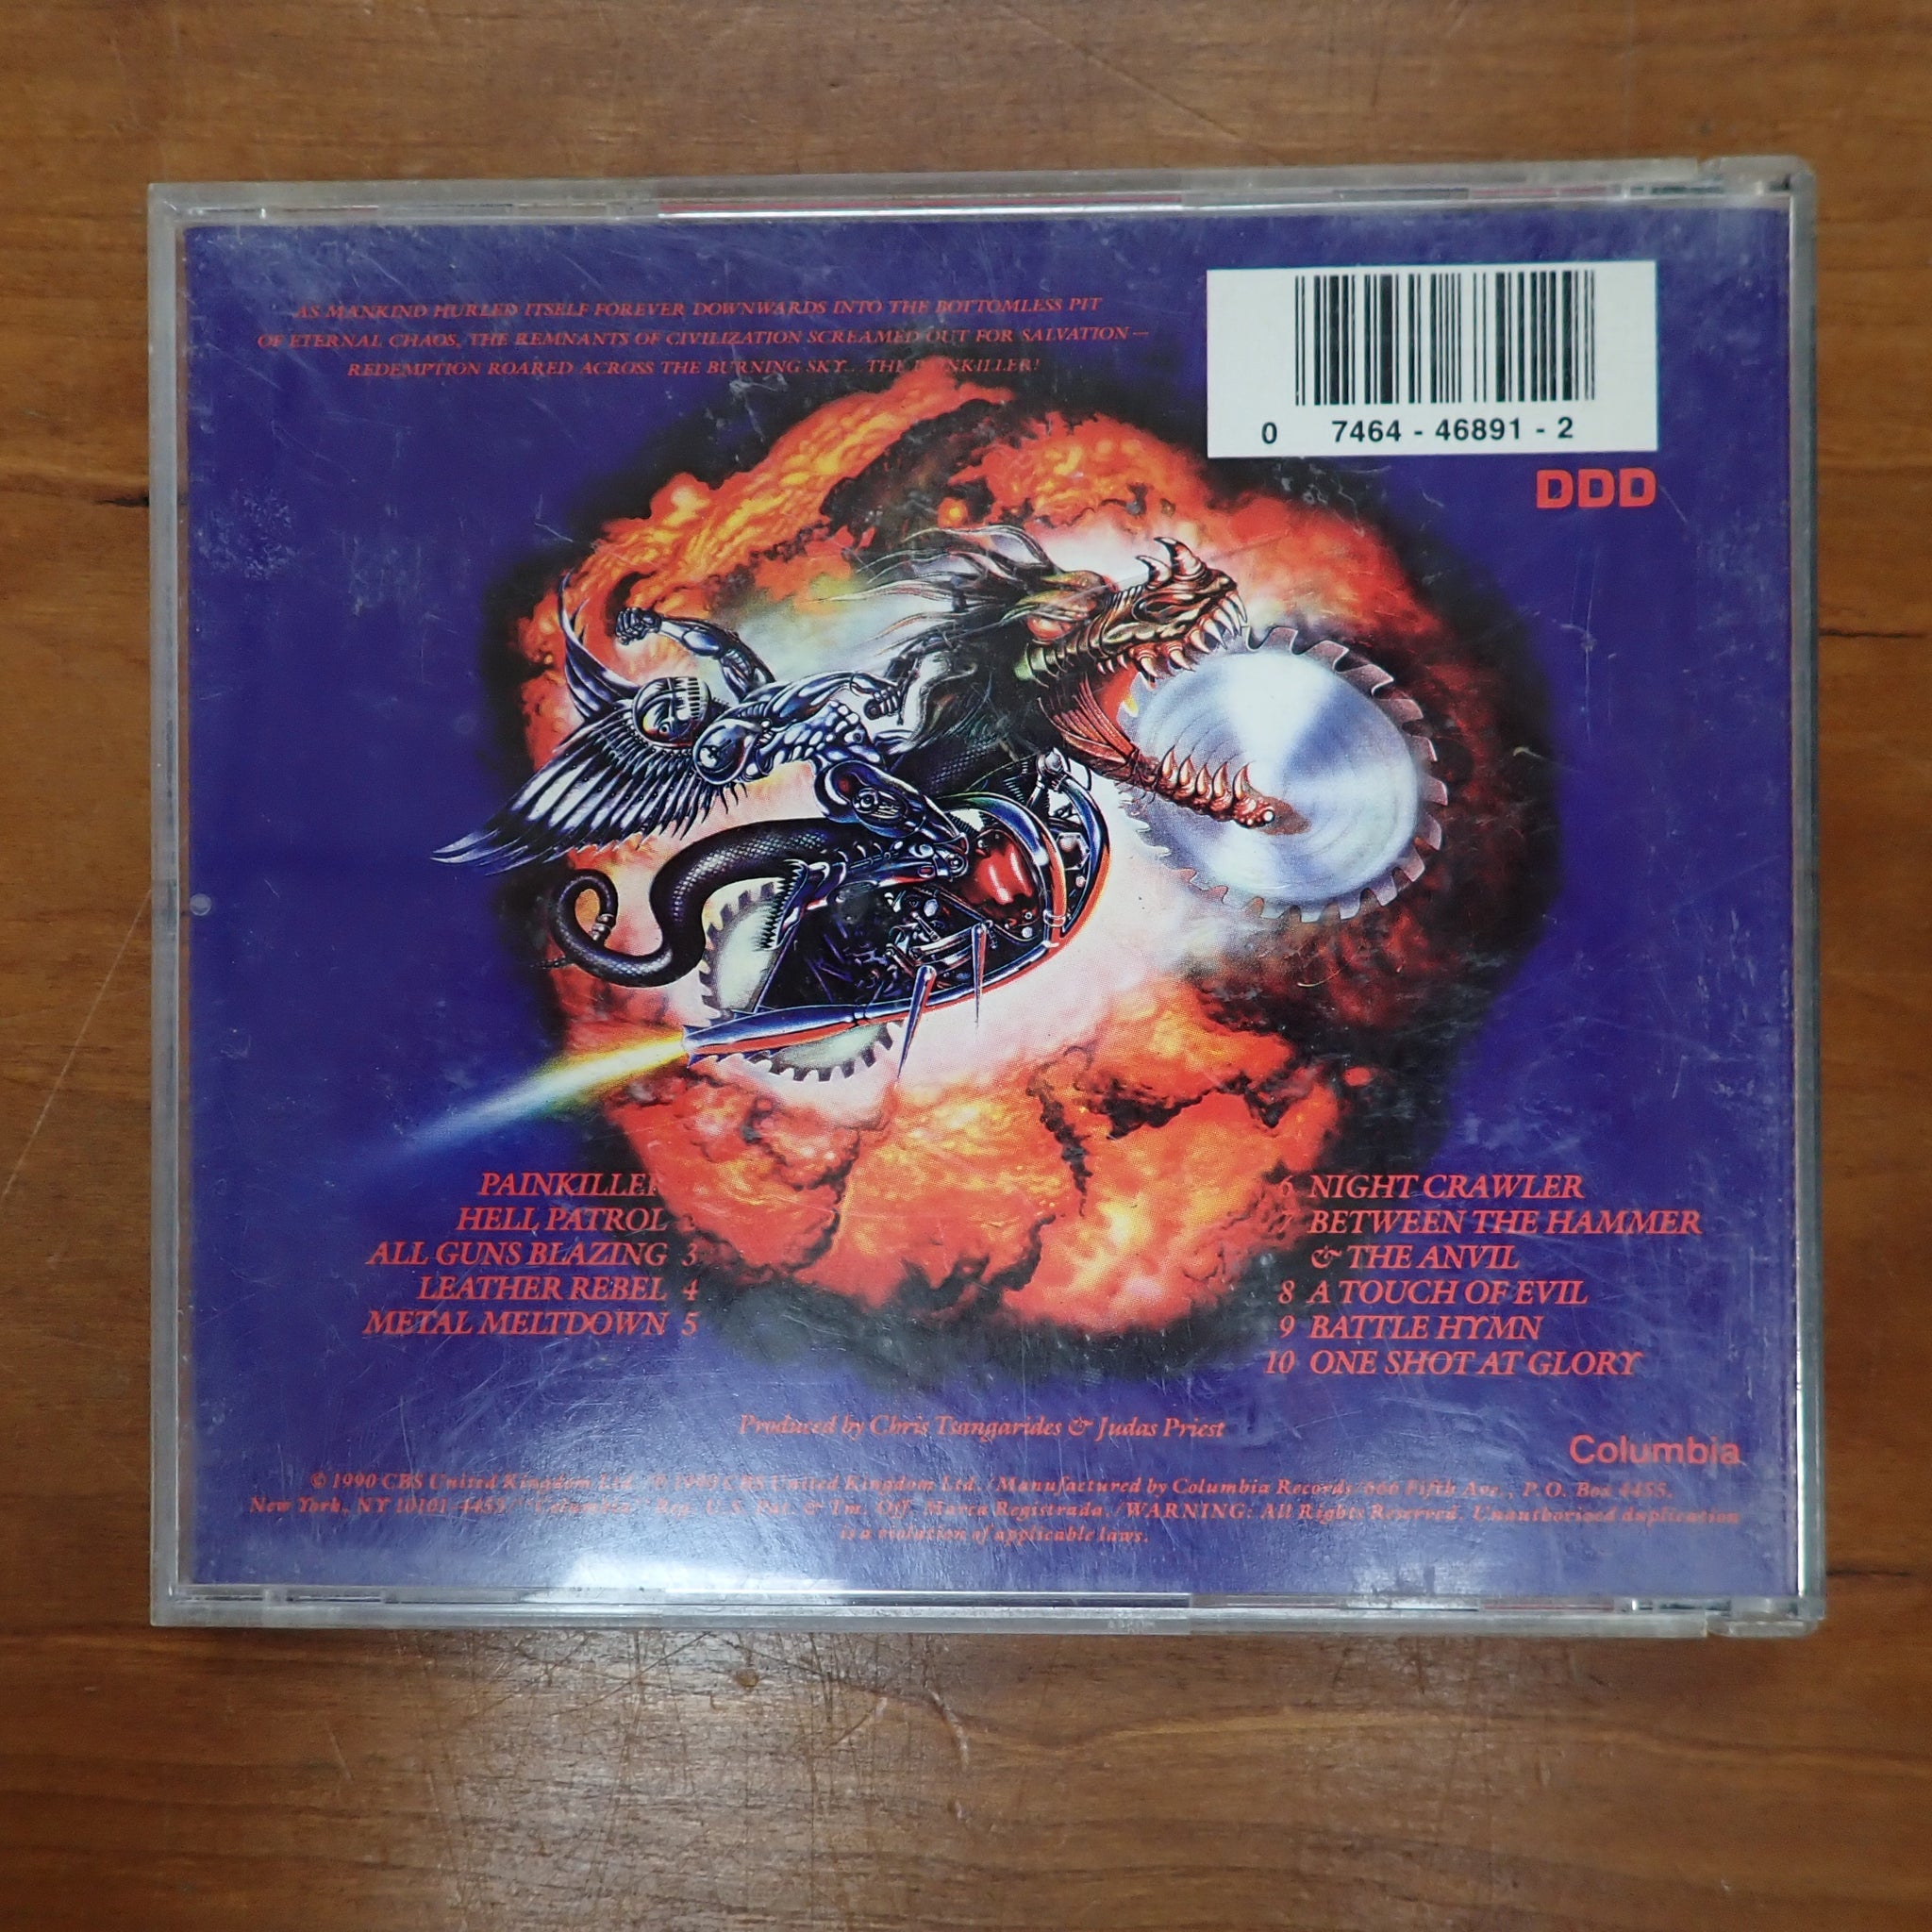 AS MANKIND HURLED ITSELF FOREVER DOWNWARDS INTO THE BOTTOMLESS PIT
OF ETERNAL CHAOS, THE REMNANTS OF CIVILIZATION SCREAMED OUT FOR SALVATION—
REDEMPTION ROARED ACROSS THE BURNING SKY... THE PAINKILLER!
0 7464 - 46891 - 2
DDD
PAINKILLER
HELL PATROL 2
ALL GUNS BLAZING 3
LEATHER REBEL 4
METAL MELTDOWN 5
6 NIGHT CRAWLER
7 BETWEEN THE HAMMER
& THE ANVIL
8 A TOUCH OF EVIL
9 BATTLE HYMN
10 ONE SHOT AT GLORY
Produced by Chris Tsangarides & Judas Priest
Columbia
© 1990 CBS United Kingdom Ltd. ℗ 1990 CBS United Kingdom Ltd. /Manufactured by Columbia Records/666 Fifth Ave., P.O. Box 4455,
New York, NY 10101-4455/"Columbia" Reg. U.S. Pat. & Tm. Off. Marca Registrada./WARNING: All Rights Reserved. Unauthorized duplication
is a violation of applicable laws.